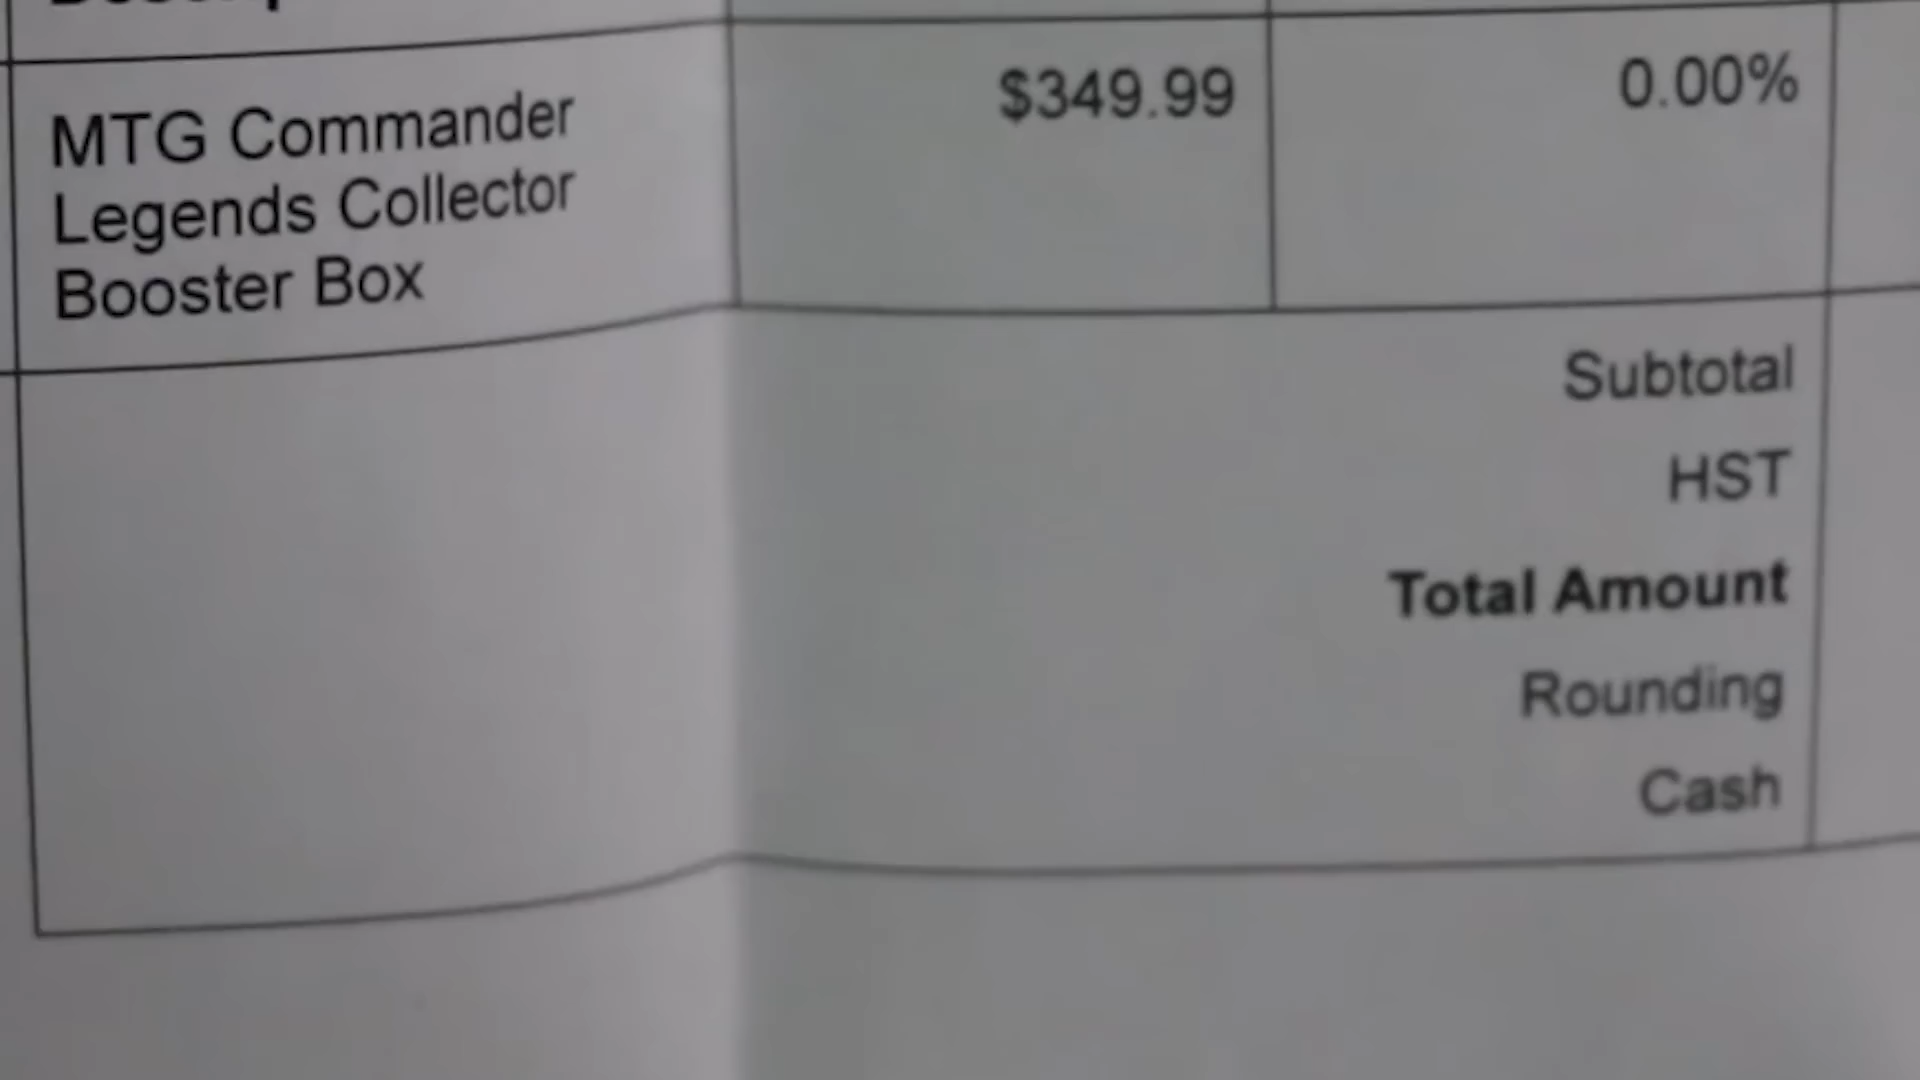 MTG Commander
Legends Collector
Booster Box
$349.99
0.00%
Subtotal
HST
Total Amount
Rounding
Cash